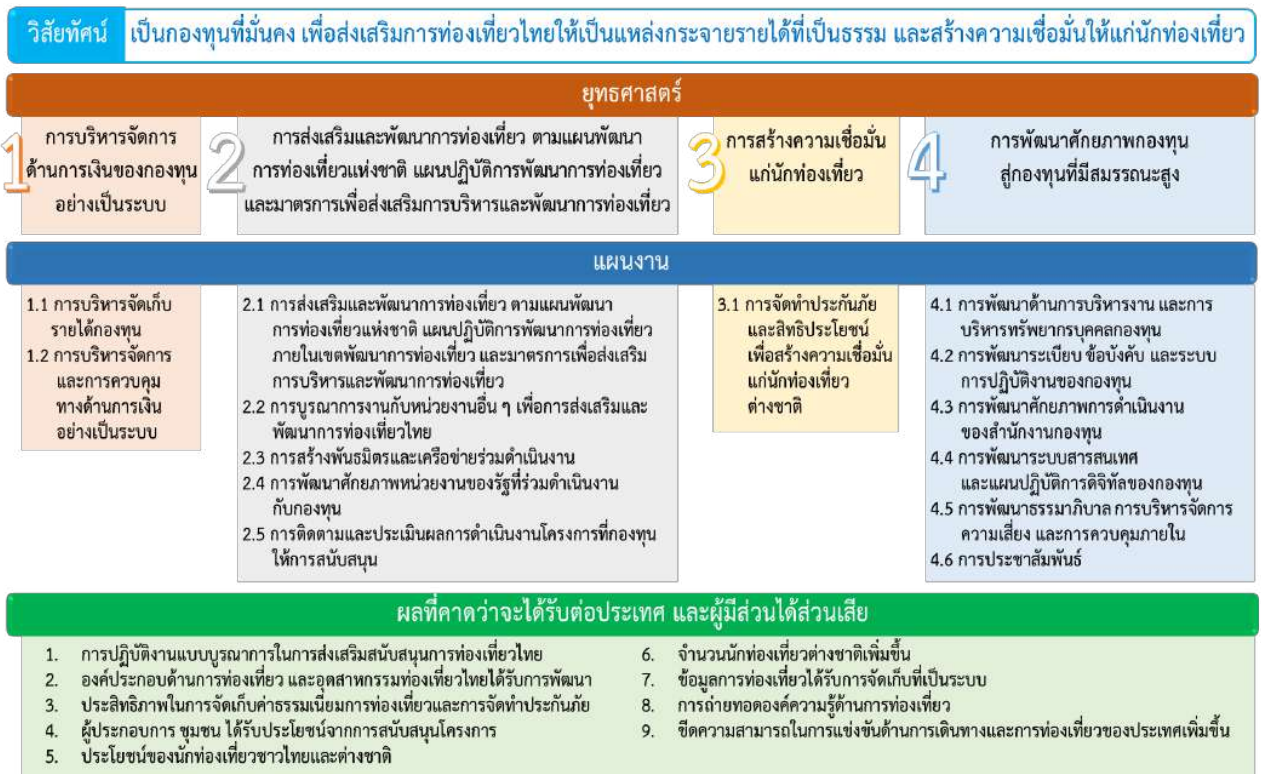 วิสัยทัศน์
เป็นกองทุนที่มั่นคง เพื่อส่งเสริมการท่องเที่ยวไทยให้เป็นแหล่งกระจายรายได้ที่เป็นธรรม และสร้างความเชื่อมั่นให้แก่นักท่องเที่ยว
ยุทธศาสตร์
1
การบริหารจัดการ
ด้านการเงินของกองทุน
อย่างเป็นระบบ
2
การส่งเสริมและพัฒนาการท่องเที่ยว ตามแผนพัฒนา
การท่องเที่ยวแห่งชาติ แผนปฏิบัติการพัฒนาการท่องเที่ยว
และมาตรการเพื่อส่งเสริมการบริหารและพัฒนาการท่องเที่ยว
3
การสร้างความเชื่อมั่น
แก่นักท่องเที่ยว
4
การพัฒนาศักยภาพกองทุน
สู่กองทุนที่มีสมรรถนะสูง
แผนงาน
1.1 การบริหารจัดเก็บ
รายได้กองทุน
1.2 การบริหารจัดการ
และการควบคุม
ทางด้านการเงิน
อย่างเป็นระบบ
2.1 การส่งเสริมและพัฒนาการท่องเที่ยว ตามแผนพัฒนา
การท่องเที่ยวแห่งชาติ แผนปฏิบัติการพัฒนาการท่องเที่ยว
ภายในเขตพัฒนาการท่องเที่ยว และมาตรการเพื่อส่งเสริม
การบริหารและพัฒนาการท่องเที่ยว
2.2 การบูรณาการงานกับหน่วยงานอื่น ๆ เพื่อการส่งเสริมและ
พัฒนาการท่องเที่ยวไทย
2.3 การสร้างพันธมิตรและเครือข่ายร่วมดำเนินงาน
2.4 การพัฒนาศักยภาพหน่วยงานของรัฐที่ร่วมดำเนินงาน
กับกองทุน
2.5 การติดตามและประเมินผลการดำเนินงานโครงการที่กองทุน
ให้การสนับสนุน
3.1 การจัดทำประกันภัย
และสิทธิประโยชน์
เพื่อสร้างความเชื่อมั่น
แก่นักท่องเที่ยว
ต่างชาติ
4.1 การพัฒนาด้านการบริหารงาน และการ
บริหารทรัพยากรบุคคลกองทุน
4.2 การพัฒนาระเบียบ ข้อบังคับ และระบบ
การปฏิบัติงานของกองทุน
4.3 การพัฒนาศักยภาพการดำเนินงาน
ของสำนักงานกองทุน
4.4 การพัฒนาระบบสารสนเทศ
และแผนปฏิบัติการดิจิทัลของกองทุน
4.5 การพัฒนาธรรมาภิบาล การบริหารจัดการ
ความเสี่ยง และการควบคุมภายใน
4.6 การประชาสัมพันธ์
ผลที่คาดว่าจะได้รับต่อประเทศ และผู้มีส่วนได้ส่วนเสีย
1. การปฏิบัติงานแบบบูรณาการในการส่งเสริมสนับสนุนการท่องเที่ยวไทย
2. องค์ประกอบด้านการท่องเที่ยว และอุตสาหกรรมท่องเที่ยวไทยได้รับการพัฒนา
3. ประสิทธิภาพในการจัดเก็บค่าธรรมเนียมการท่องเที่ยวและการจัดทำประกันภัย
4. ผู้ประกอบการ ชุมชน ได้รับประโยชน์จากการสนับสนุนโครงการ
5. ประโยชน์ของนักท่องเที่ยวชาวไทยและต่างชาติ
6. จำนวนนักท่องเที่ยวต่างชาติเพิ่มขึ้น
7. ข้อมูลการท่องเที่ยวได้รับการจัดเก็บที่เป็นระบบ
8. การถ่ายทอดองค์ความรู้ด้านการท่องเที่ยว
9. ขีดความสามารถในการแข่งขันด้านการเดินทางและการท่องเที่ยวของประเทศเพิ่มขึ้น